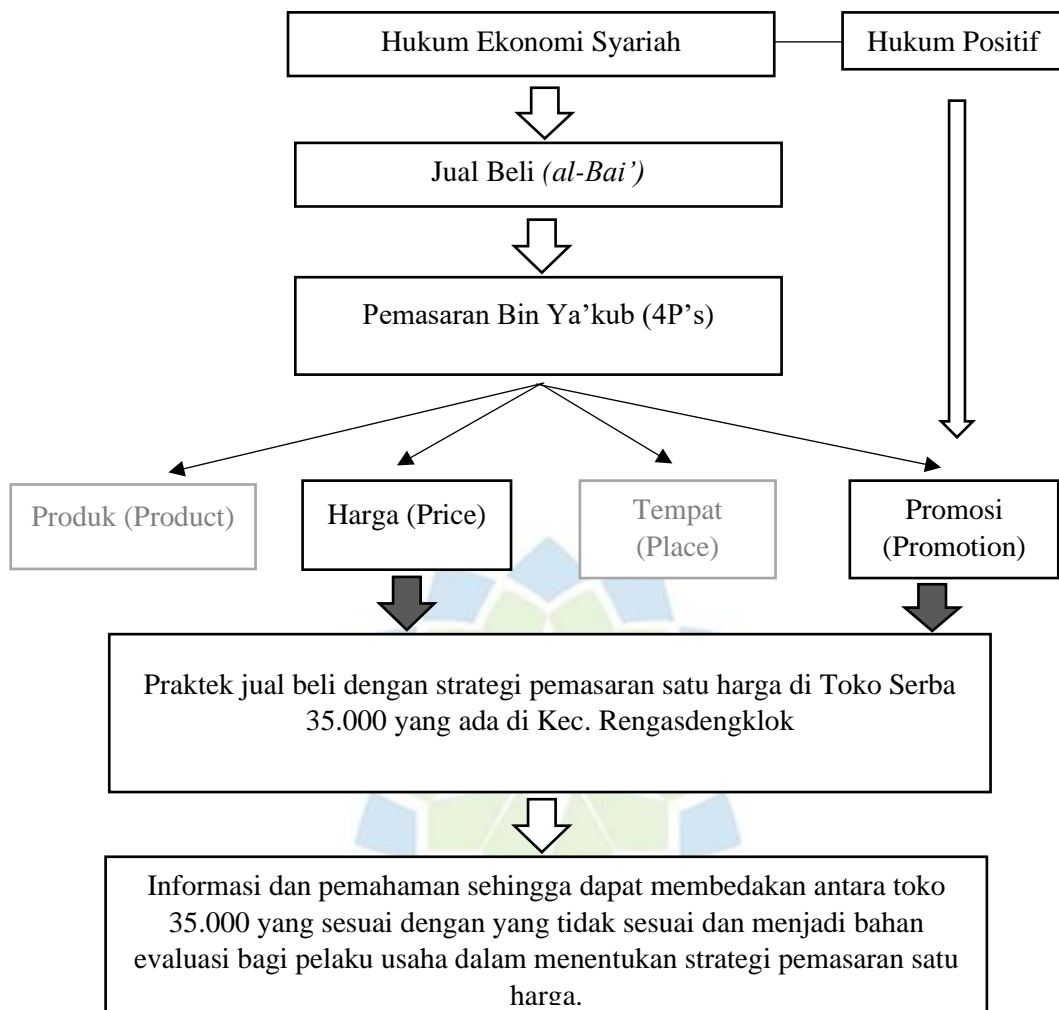 Hukum Ekonomi Syariah
Hukum Positif
Jual Beli (al-Bai’)
Pemasaran Bin Ya’kub (4P’s)
Produk (Product)
Harga (Price)
Tempat
(Place)
Promosi
(Promotion)
Praktek jual beli dengan strategi pemasaran satu harga di Toko Serba
35.000 yang ada di Kec. Rengasdengklok
Informasi dan pemahaman sehingga dapat membedakan antara toko
35.000 yang sesuai dengan yang tidak sesuai dan menjadi bahan
evaluasi bagi pelaku usaha dalam menentukan strategi pemasaran satu
harga.